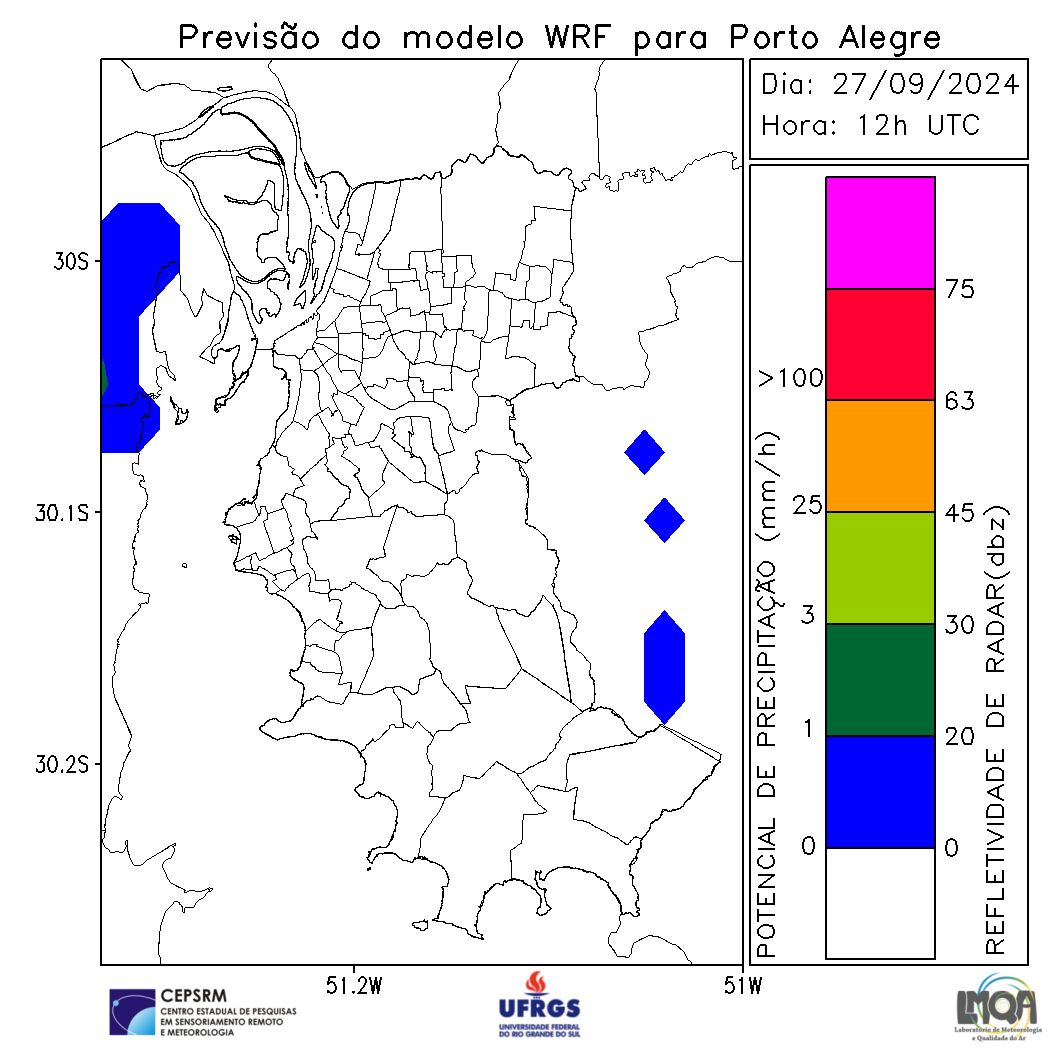 Previsão do modelo WRF para Porto Alegre
Dia: 27/09/2024
Hora: 12h UTC
30S
30.1S
30.2S
51.2W
51W
POTENCIAL DE PRECIPITAÇÃO (mm/h)
>100
25
3
1
0
75
63
45
30
20
0
REFLETIVIDADE DE RADAR(dbz)
CEPSRM
CENTRO ESTADUAL DE PESQUISAS
EM SENSORIAMENTO REMOTO
E METEOROLOGIA
UFRGS
UNIVERSIDADE FEDERAL
DO RIO GRANDE DO SUL
LMQA
Laboratório de Meteorologia
e Qualidade do Ar